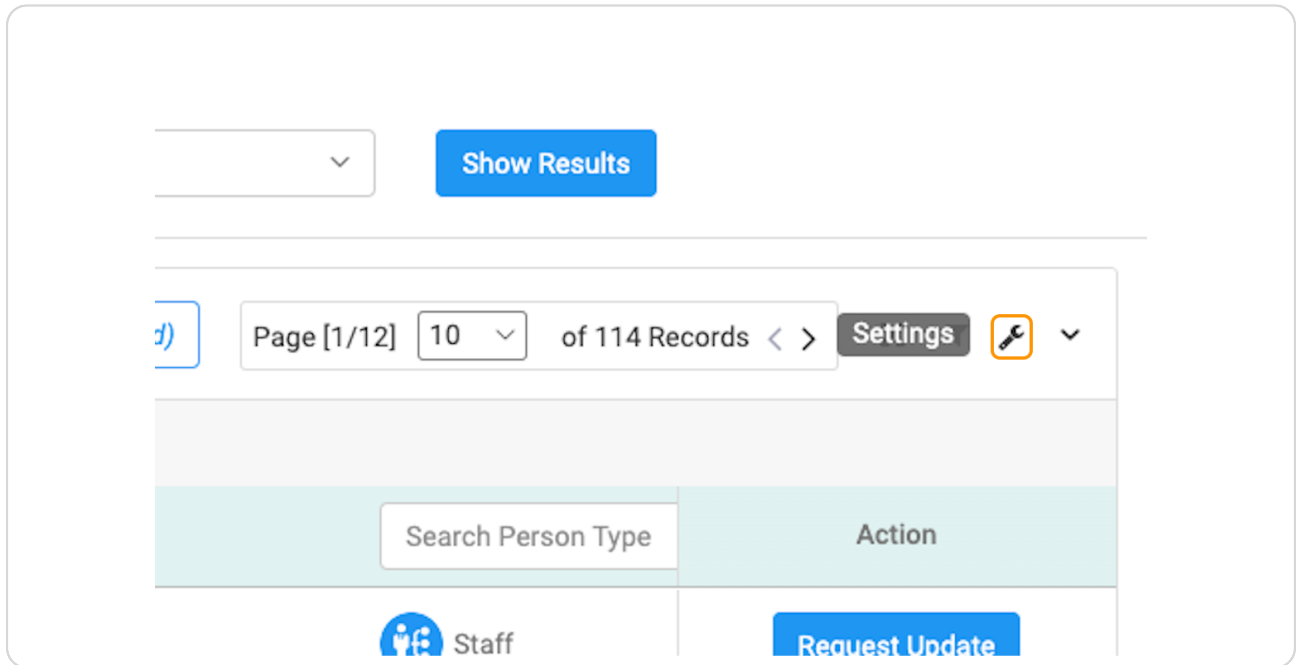 Show Results
d)
Page [1/12]
10
of 114 Records
Settings
Search Person Type
Action
Staff
Request Update